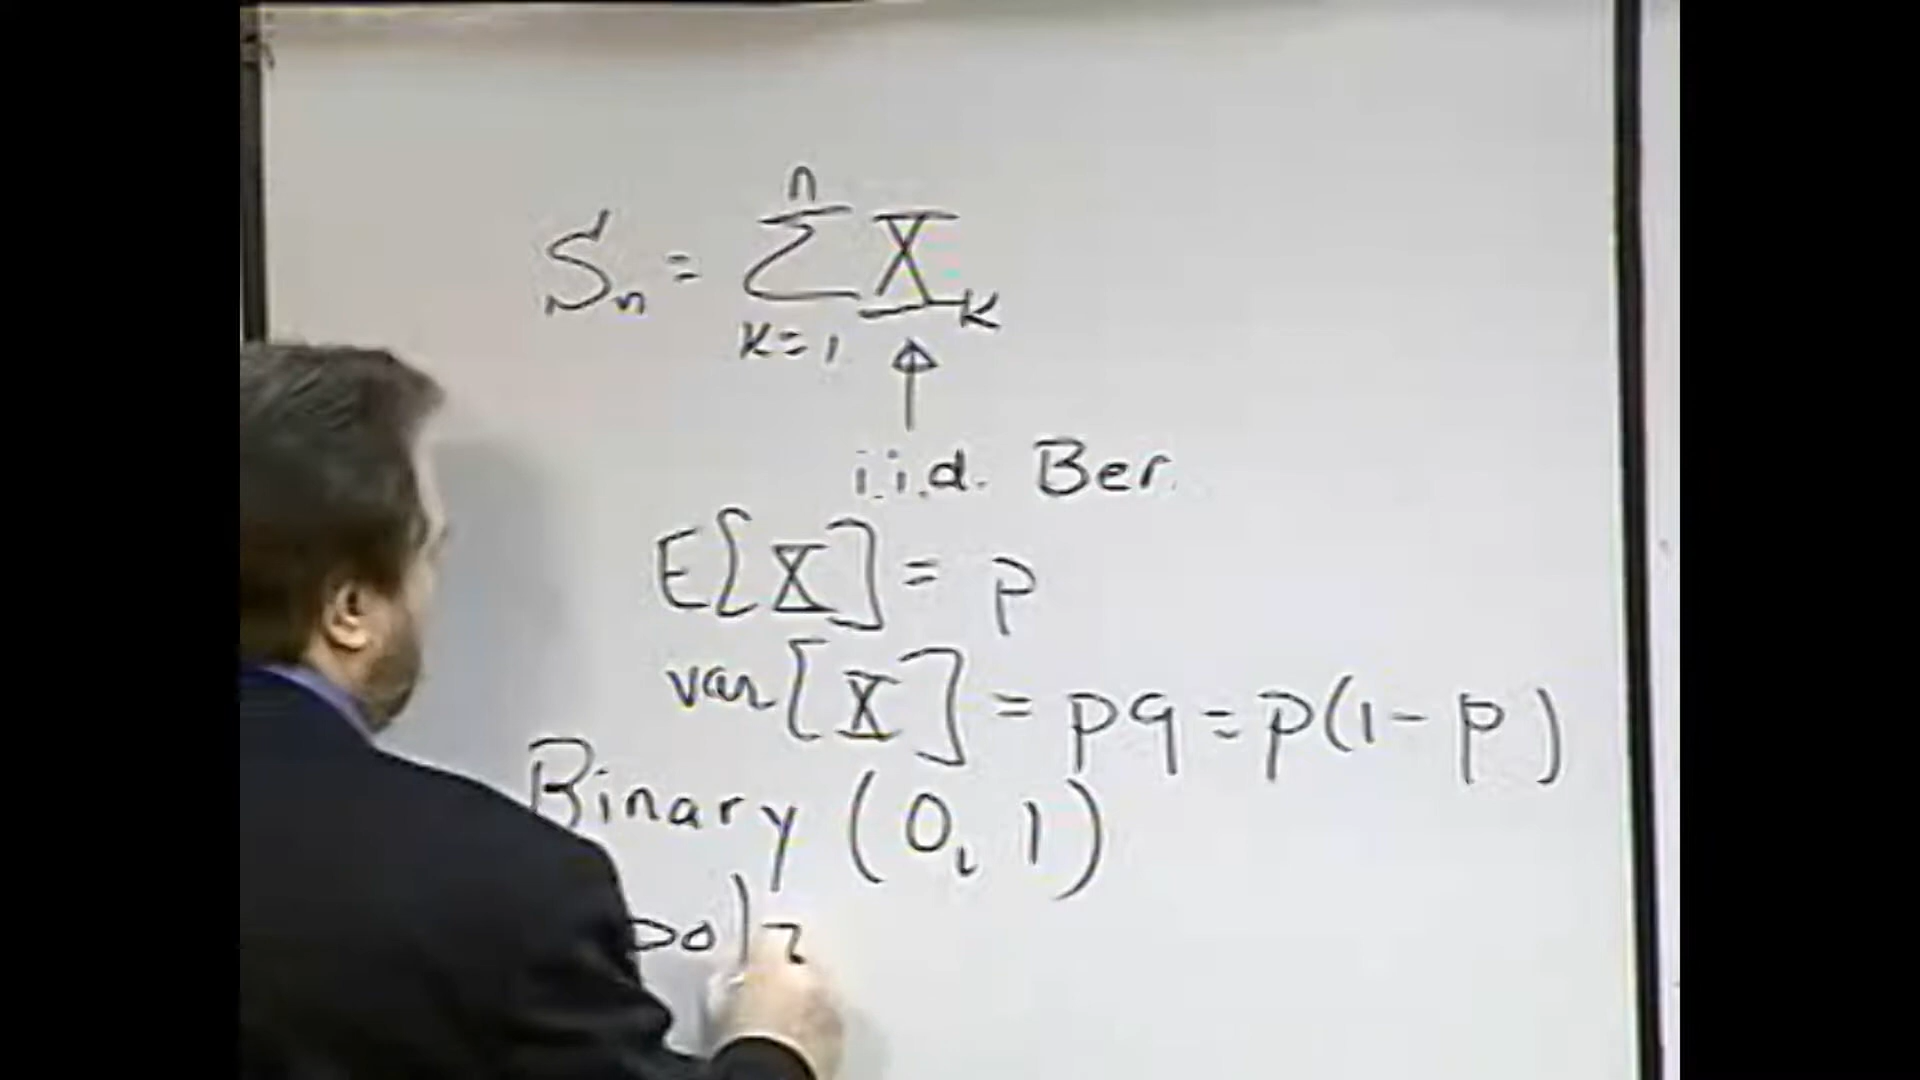 Sₙ = ∑ₖ₌₁ⁿ Xₖ
↑
i.i.d. Ber.
E[X] = p
var[X] = pq = p(1-p)
Binary (0, 1)